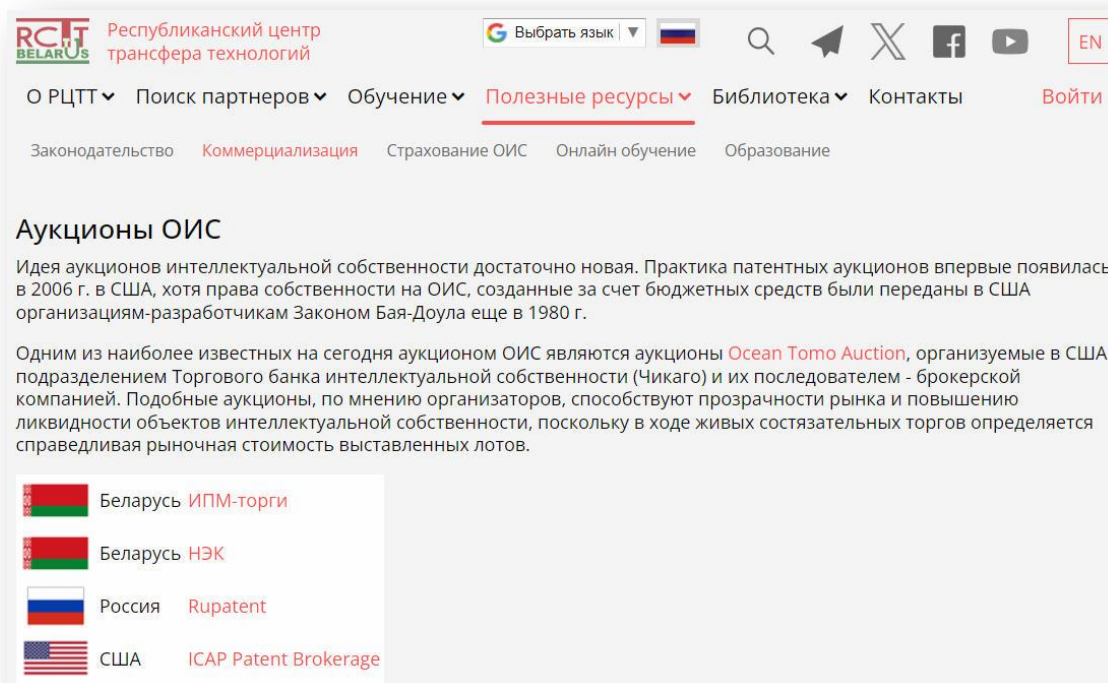 RCTT
BELARUS
Республиканский центр
трансфера технологий
Выбрать язык ▼
EN
О РЦТТ Поиск партнеров Обучение Полезные ресурсы Библиотека Контакты Войти
Законодательство Коммерциализация Страхование ОИС Онлайн обучение Образование
Аукционы ОИС
Идея аукционов интеллектуальной собственности достаточно новая. Практика патентных аукционов впервые появилась
в 2006 г. в США, хотя права собственности на ОИС, созданные за счет бюджетных средств были переданы в США
организациям-разработчикам Законом Бая-Доула еще в 1980 г.
Одним из наиболее известных на сегодня аукционом ОИС являются аукционы Ocean Tomo Auction, организуемые в США
подразделением Торгового банка интеллектуальной собственности (Чикаго) и их последователем - брокерской
компанией. Подобные аукционы, по мнению организаторов, способствуют прозрачности рынка и повышению
ликвидности объектов интеллектуальной собственности, поскольку в ходе живых состязательных торгов определяется
справедливая рыночная стоимость выставленных лотов.
Беларусь ИПМ-торги
Беларусь НЭК
Россия Rupatent
США ICAP Patent Brokerage